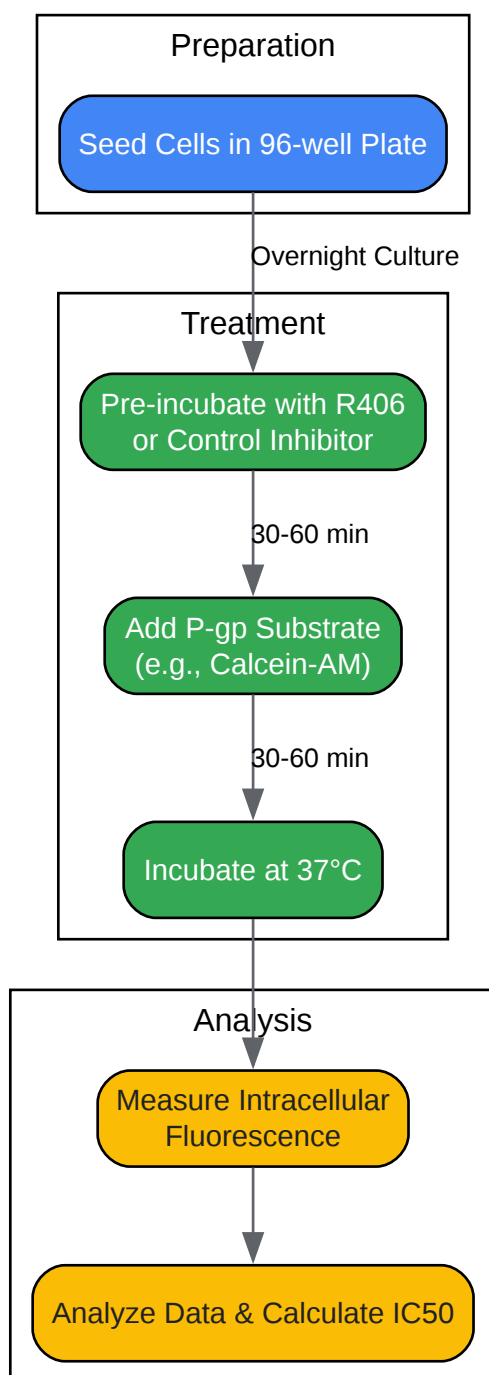 Preparation
Seed Cells in 96-well Plate
Overnight Culture
Treatment
Pre-incubate with R406
or Control Inhibitor
30-60 min
Add P-gp Substrate
(e.g., Calcein-AM)
30-60 min
Incubate at 37°C
Analysis
Measure Intracellular
Fluorescence
Analyze Data & Calculate IC50